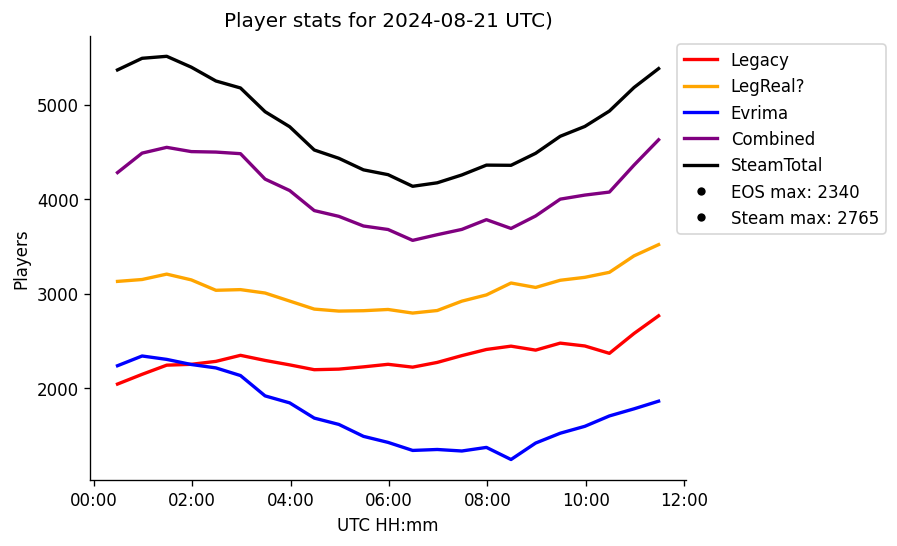 Player stats for 2024-08-21 UTC)
Legacy
LegReal?
Evrima
Combined
SteamTotal
EOS max: 2340
Steam max: 2765
Players
5000
4000
3000
2000
00:00 02:00 04:00 06:00 08:00 10:00 12:00
UTC HH:mm